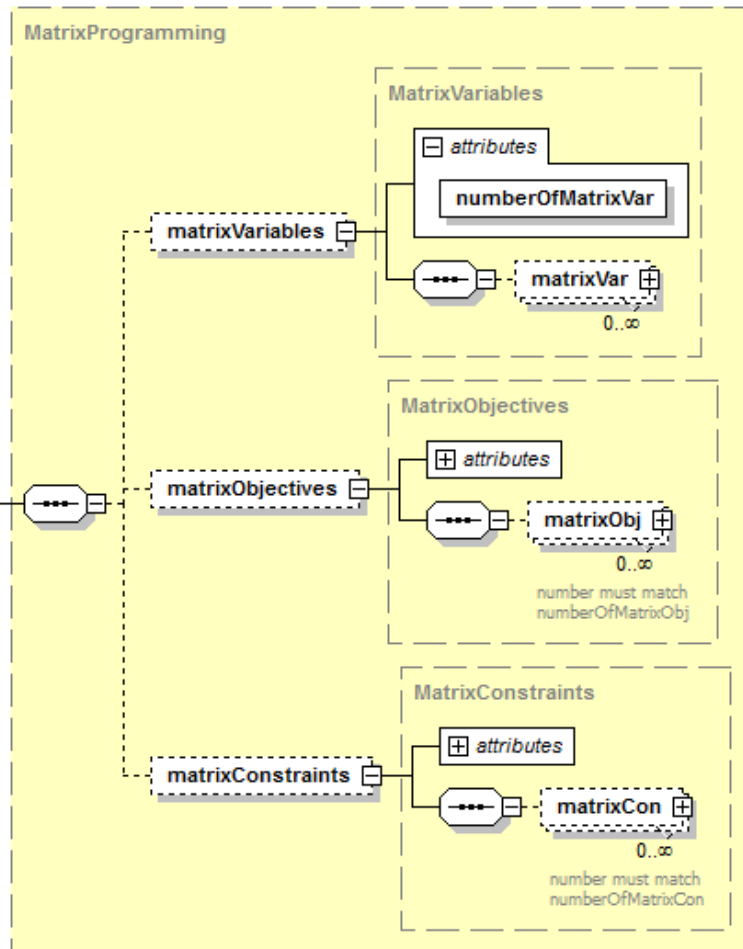 MatrixProgramming
MatrixVariables
attributes
numberOfMatrixVar
matrixVariables
matrixVar
0..∞
MatrixObjectives
attributes
matrixObjectives
matrixObj
0..∞
number must match
numberOfMatrixObj
MatrixConstraints
attributes
matrixConstraints
matrixCon
0..∞
number must match
numberOfMatrixCon